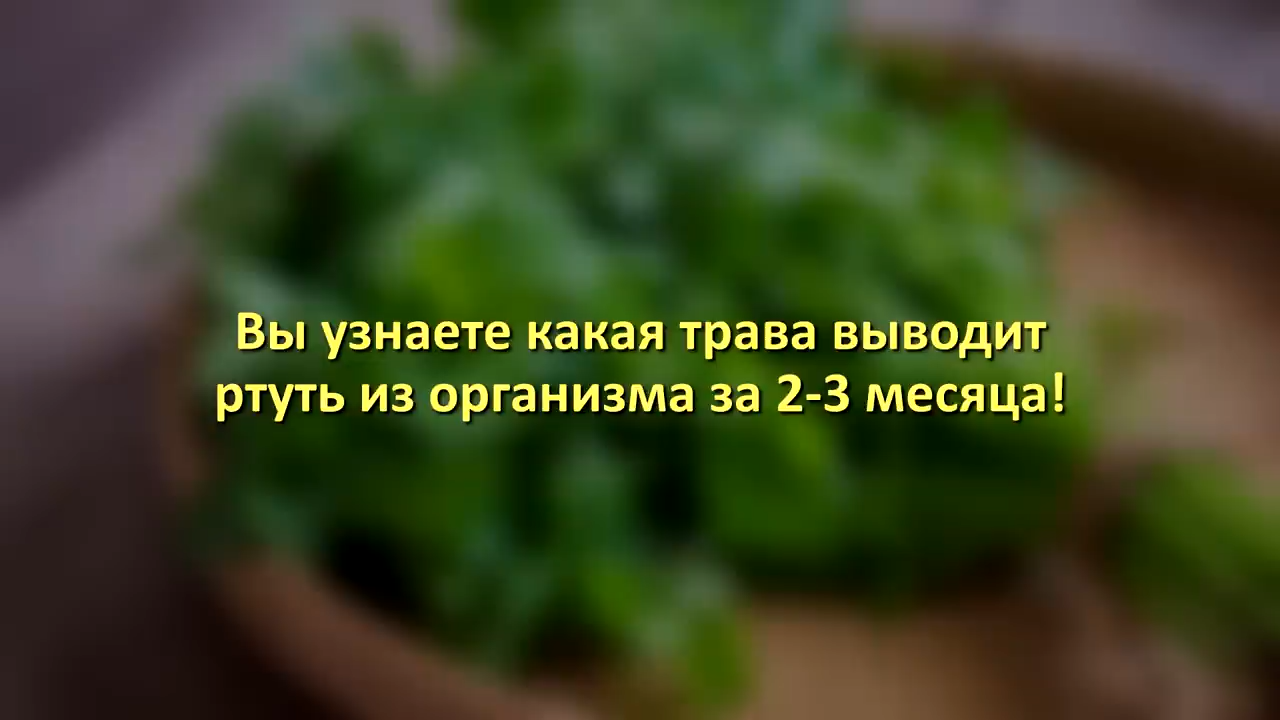 Вы узнаете какая трава выводит
ртуть из организма за 2-3 месяца!